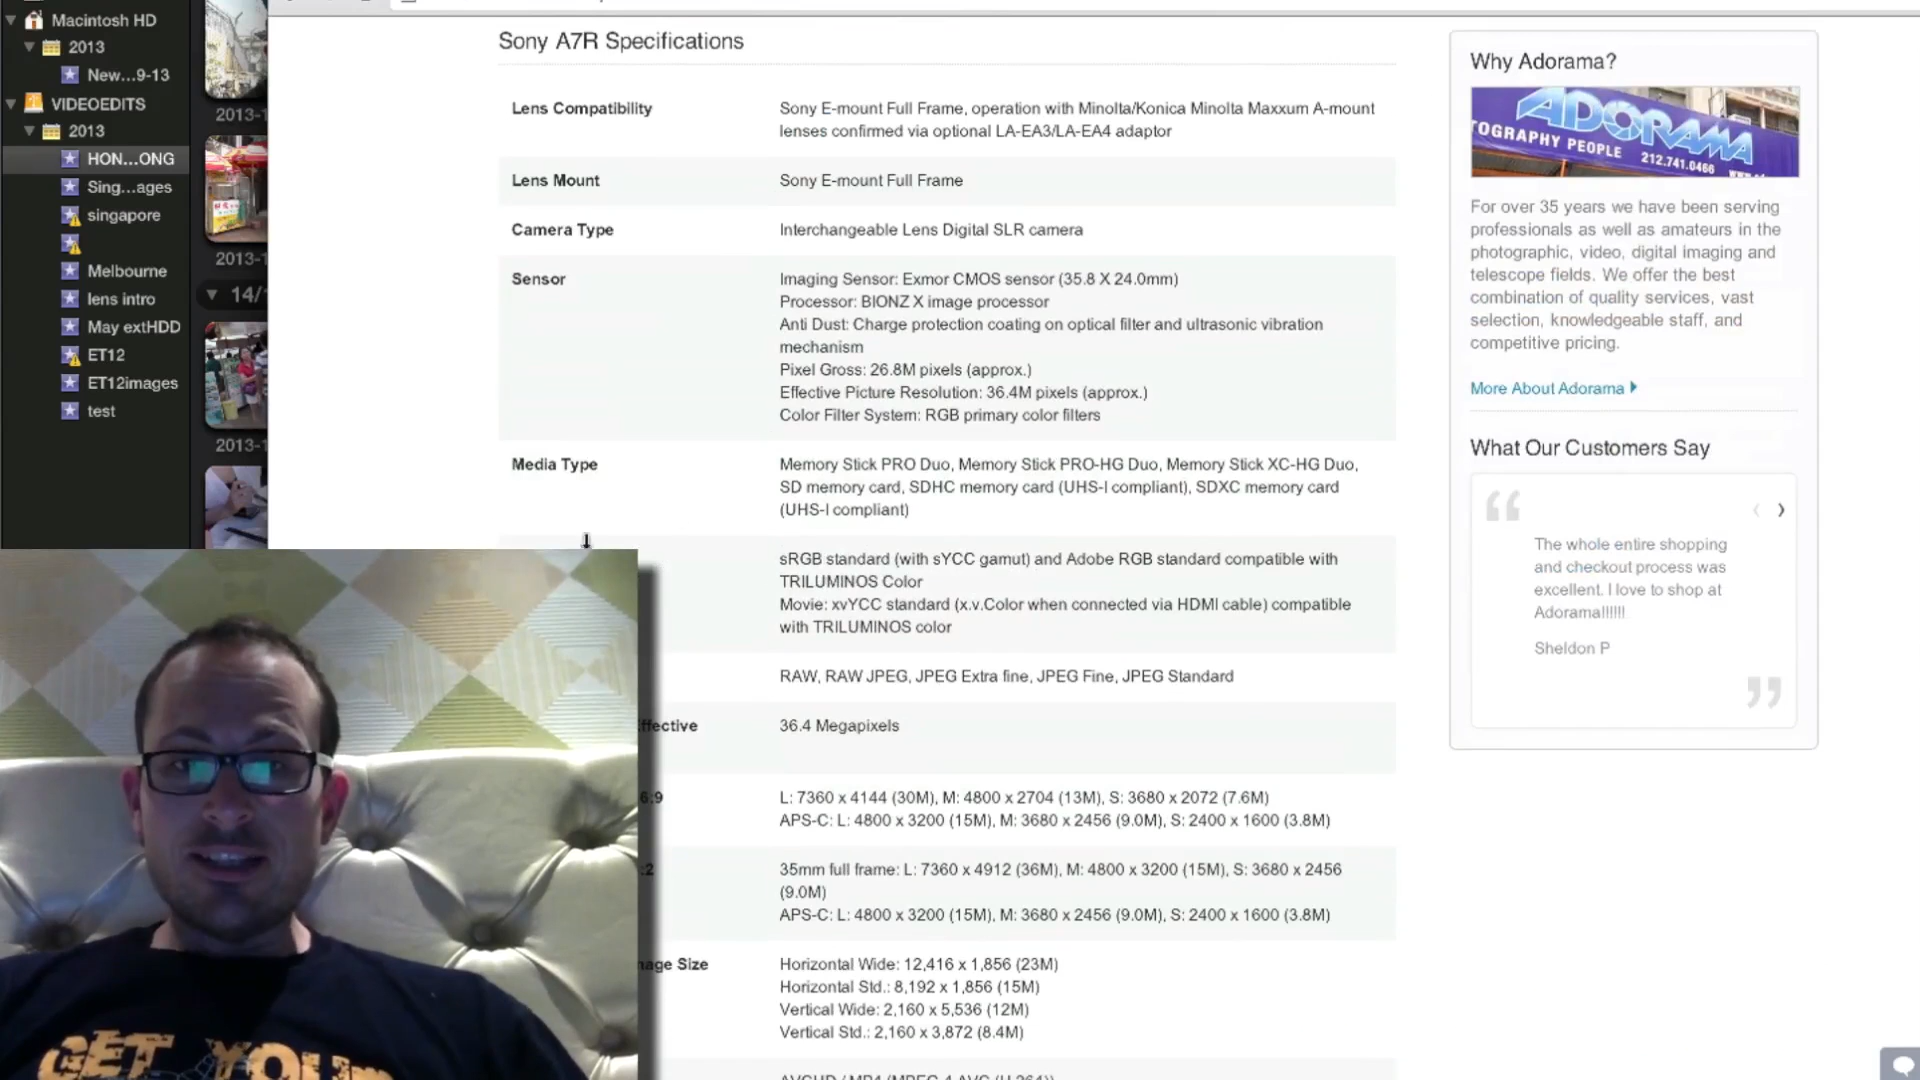 Macintosh HD
2013
New...9-13
VIDEOEDITS
2013
HON...ONG
Sing...ages
singapore
Melbourne
lens intro
May extHDD
ET12
ET12images
test
2013-1
2013-1
14/1
2013-1
Sony A7R Specifications
Lens Compatibility
Sony E-mount Full Frame, operation with Minolta/Konica Minolta Maxxum A-mount
lenses confirmed via optional LA-EA3/LA-EA4 adaptor
Lens Mount
Sony E-mount Full Frame
Camera Type
Interchangeable Lens Digital SLR camera
Sensor
Imaging Sensor: Exmor CMOS sensor (35.8 X 24.0mm)
Processor: BIONZ X image processor
Anti Dust: Charge protection coating on optical filter and ultrasonic vibration
mechanism
Pixel Gross: 26.8M pixels (approx.)
Effective Picture Resolution: 36.4M pixels (approx.)
Color Filter System: RGB primary color filters
Media Type
Memory Stick PRO Duo, Memory Stick PRO-HG Duo, Memory Stick XC-HG Duo,
SD memory card, SDHC memory card (UHS-I compliant), SDXC memory card
(UHS-I compliant)
sRGB standard (with sYCC gamut) and Adobe RGB standard compatible with
TRILUMINOS Color
Movie: xvYCC standard (x.v.Color when connected via HDMI cable) compatible
with TRILUMINOS color
RAW, RAW JPEG, JPEG Extra fine, JPEG Fine, JPEG Standard
ffective
36.4 Megapixels
6:9
L: 7360 x 4144 (30M), M: 4800 x 2704 (13M), S: 3680 x 2072 (7.6M)
APS-C: L: 4800 x 3200 (15M), M: 3680 x 2456 (9.0M), S: 2400 x 1600 (3.8M)
:2
35mm full frame: L: 7360 x 4912 (36M), M: 4800 x 3200 (15M), S: 3680 x 2456
(9.0M)
APS-C: L: 4800 x 3200 (15M), M: 3680 x 2456 (9.0M), S: 2400 x 1600 (3.8M)
nage Size
Horizontal Wide: 12,416 x 1,856 (23M)
Horizontal Std.: 8,192 x 1,856 (15M)
Vertical Wide: 2,160 x 5,536 (12M)
Vertical Std.: 2,160 x 3,872 (8.4M)
AVCHD / MP4 (MPEG-4 AVC (H.264))
Why Adorama?
ADORAMA
TOGRAPHY PEOPLE 212.741.0466
For over 35 years we have been serving
professionals as well as amateurs in the
photographic, video, digital imaging and
telescope fields. We offer the best
combination of quality services, vast
selection, knowledgeable staff, and
competitive pricing.
More About Adorama
What Our Customers Say
The whole entire shopping
and checkout process was
excellent. I love to shop at
Adorama!!!!!!
Sheldon P
GET YOUR